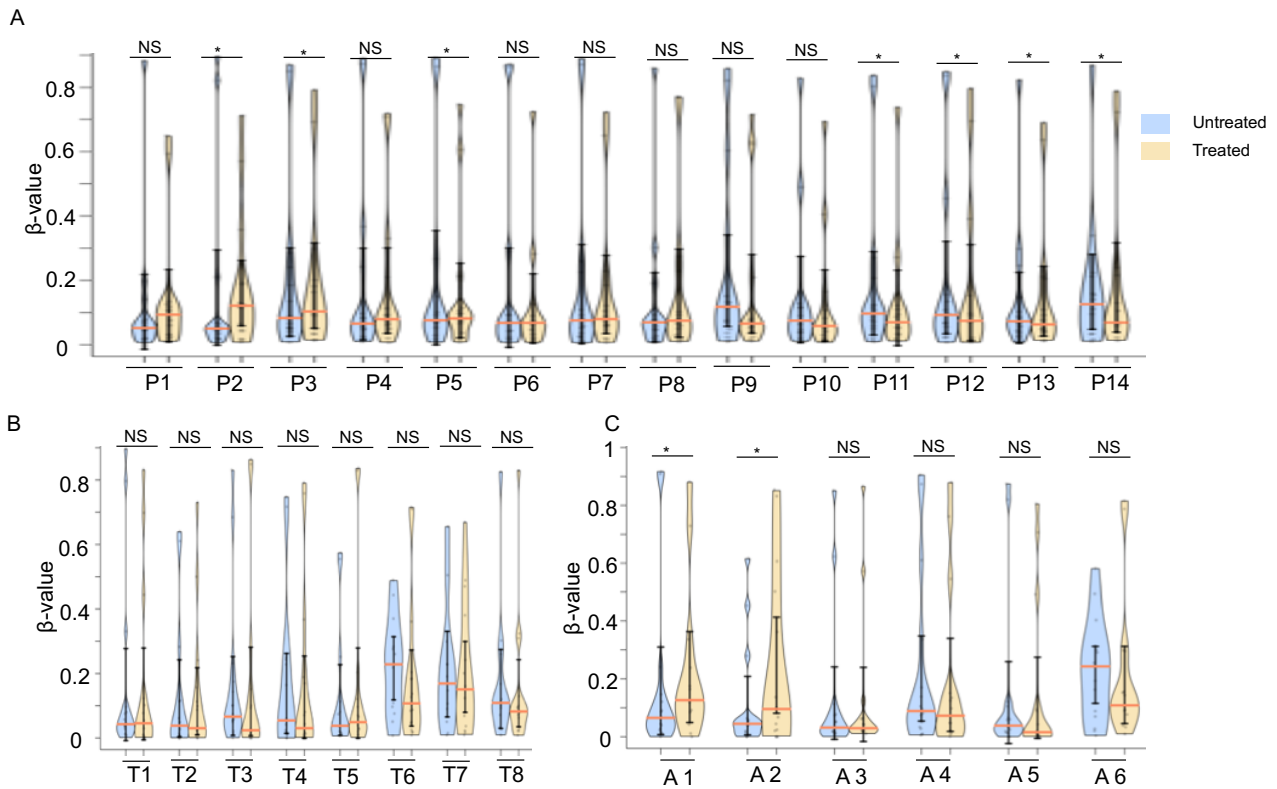 A
NS * * NS * NS NS NS NS NS * * * *
β-value
0.8
0.6
0.4
0.2
0
Untreated
Treated
P1 P2 P3 P4 P5 P6 P7 P8 P9 P10 P11 P12 P13 P14
B
NS NS NS NS NS NS NS NS
β-value
0.8
0.6
0.4
0.2
0
T1 T2 T3 T4 T5 T6 T7 T8
C
* * NS NS NS NS
β-value
1
0.8
0.6
0.4
0.2
0
A 1 A 2 A 3 A 4 A 5 A 6